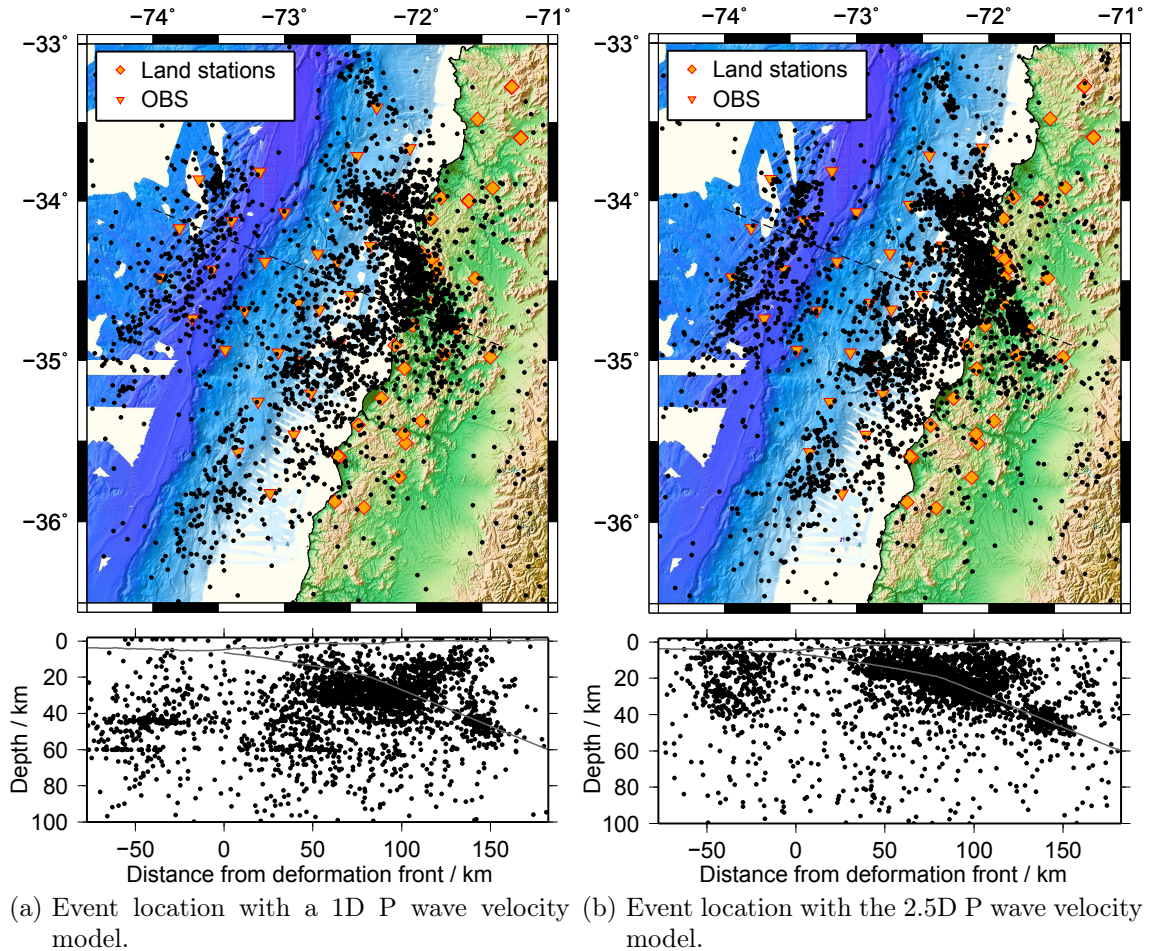 −74° −73° −72° −71°
−33°
−34°
−35°
−36°
Land stations
OBS
0
20
40
60
80
100
Depth / km
−50 0 50 100 150
Distance from deformation front / km
(a) Event location with a 1D P wave velocity
model.
−74° −73° −72° −71°
−33°
−34°
−35°
−36°
Land stations
OBS
0
20
40
60
80
100
Depth / km
−50 0 50 100 150
Distance from deformation front / km
(b) Event location with the 2.5D P wave velocity
model.